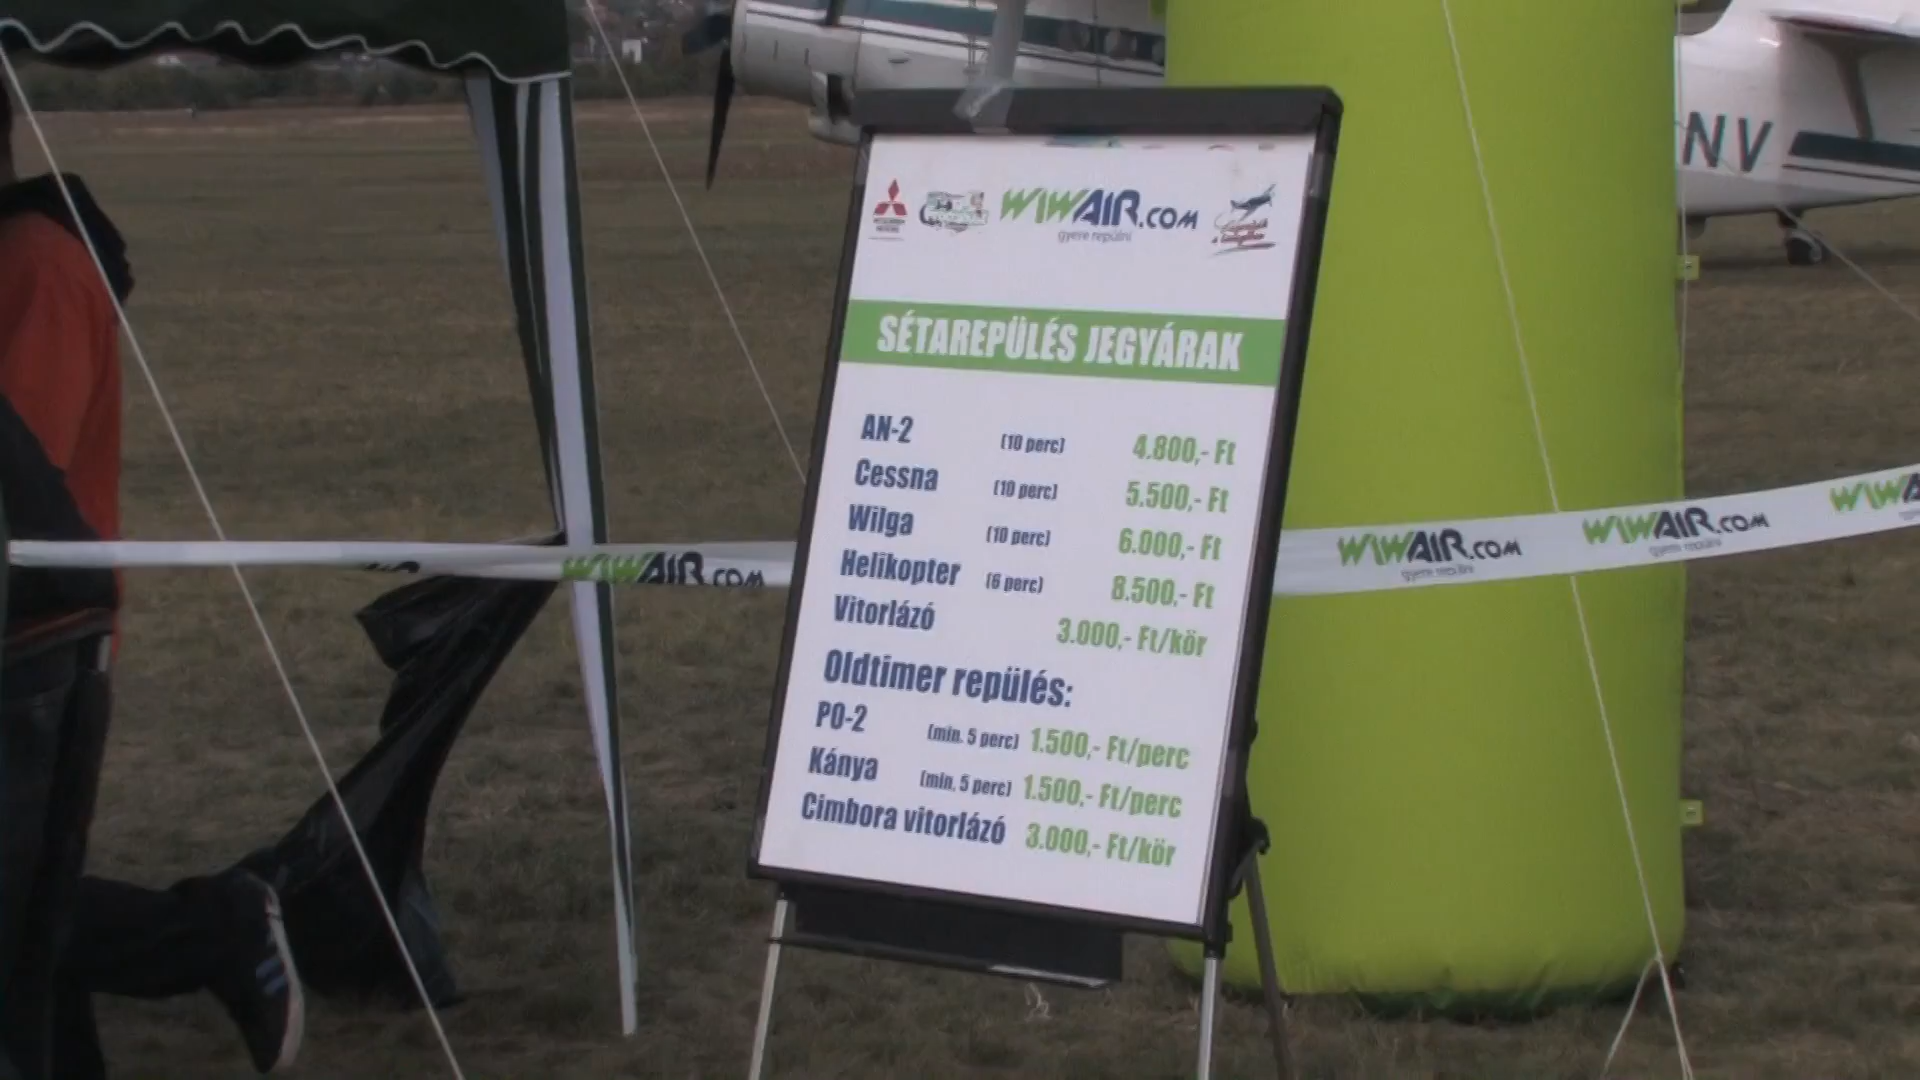 NV
WIWAIR.COM
gyere repülni
SÉTAREPÜLÉS JEGYÁRAK
AN-2 (10 perc) 4.800,- Ft
Cessna (10 perc) 5.500,- Ft
Wilga (10 perc) 6.000,- Ft
Helikopter (6 perc) 8.500,- Ft
Vitorlázó 3.000,- Ft/kör
Oldtimer repülés:
PO-2 (min. 5 perc) 1.500,- Ft/perc
Kánya (min. 5 perc) 1.500,- Ft/perc
Cimbora vitorlázó 3.000,- Ft/kör
WIWAIR.COM
WIWAIR.COM
gyere repülni
WIWAIR.COM
gyere repülni